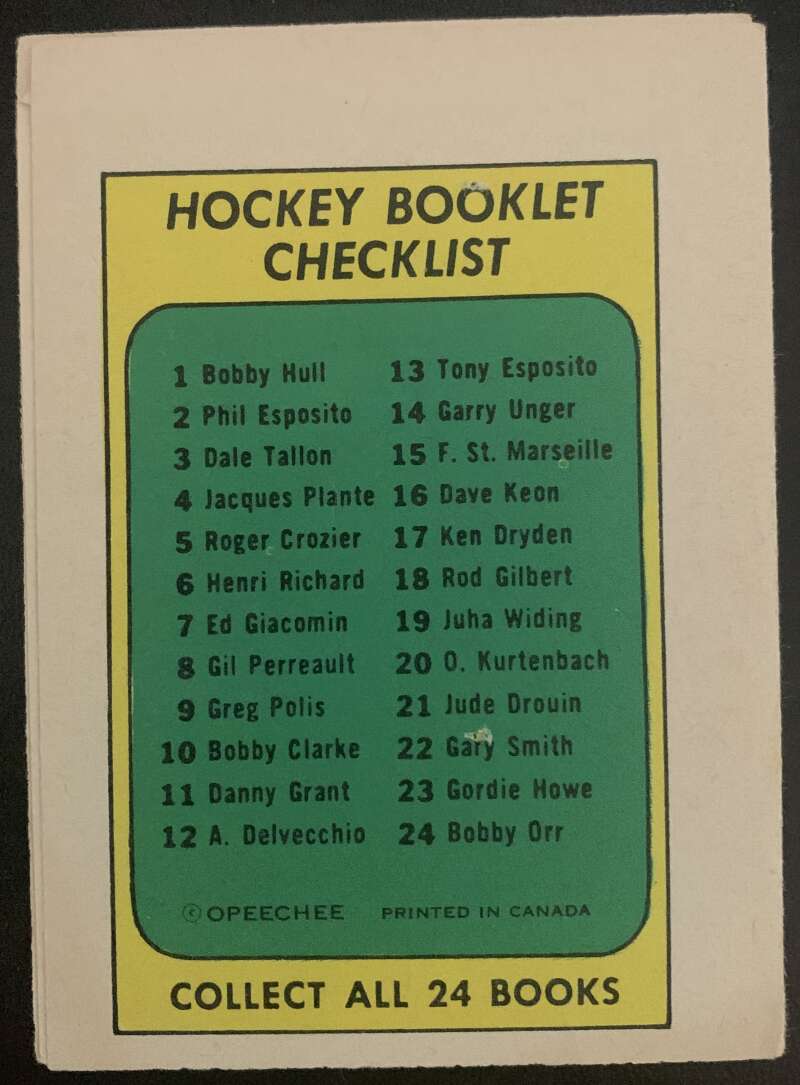 HOCKEY BOOKLET
CHECKLIST
1 Bobby Hull
2 Phil Esposito
3 Dale Tallon
4 Jacques Plante
5 Roger Crozier
6 Henri Richard
7 Ed Giacomin
8 Gil Perreault
9 Greg Polis
10 Bobby Clarke
11 Danny Grant
12 A. Delvecchio
13 Tony Esposito
14 Garry Unger
15 F. St. Marseille
16 Dave Keon
17 Ken Dryden
18 Rod Gilbert
19 Juha Widing
20 O. Kurtenbach
21 Jude Drouin
22 Gary Smith
23 Gordie Howe
24 Bobby Orr
© OPEECHEE PRINTED IN CANADA
COLLECT ALL 24 BOOKS